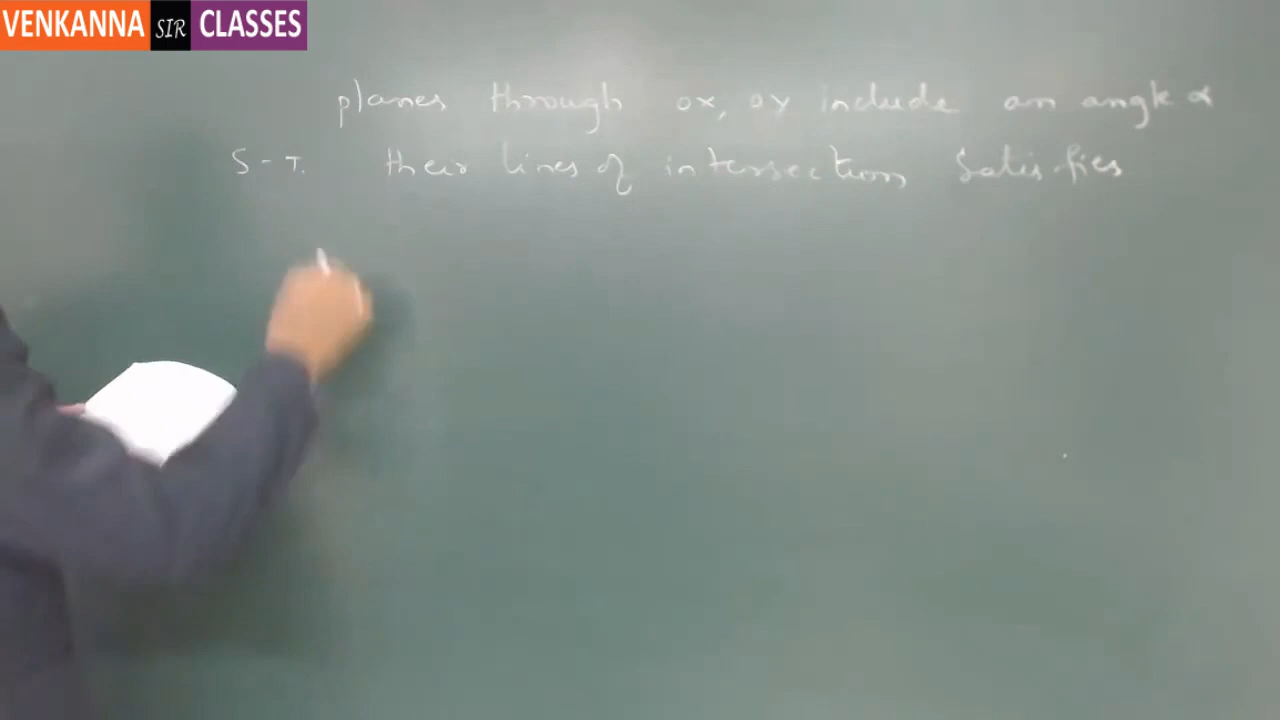 VENKANNA SIR CLASSES
planes through ox, oy include an angle α
S-T. their lines of intersection satisfies